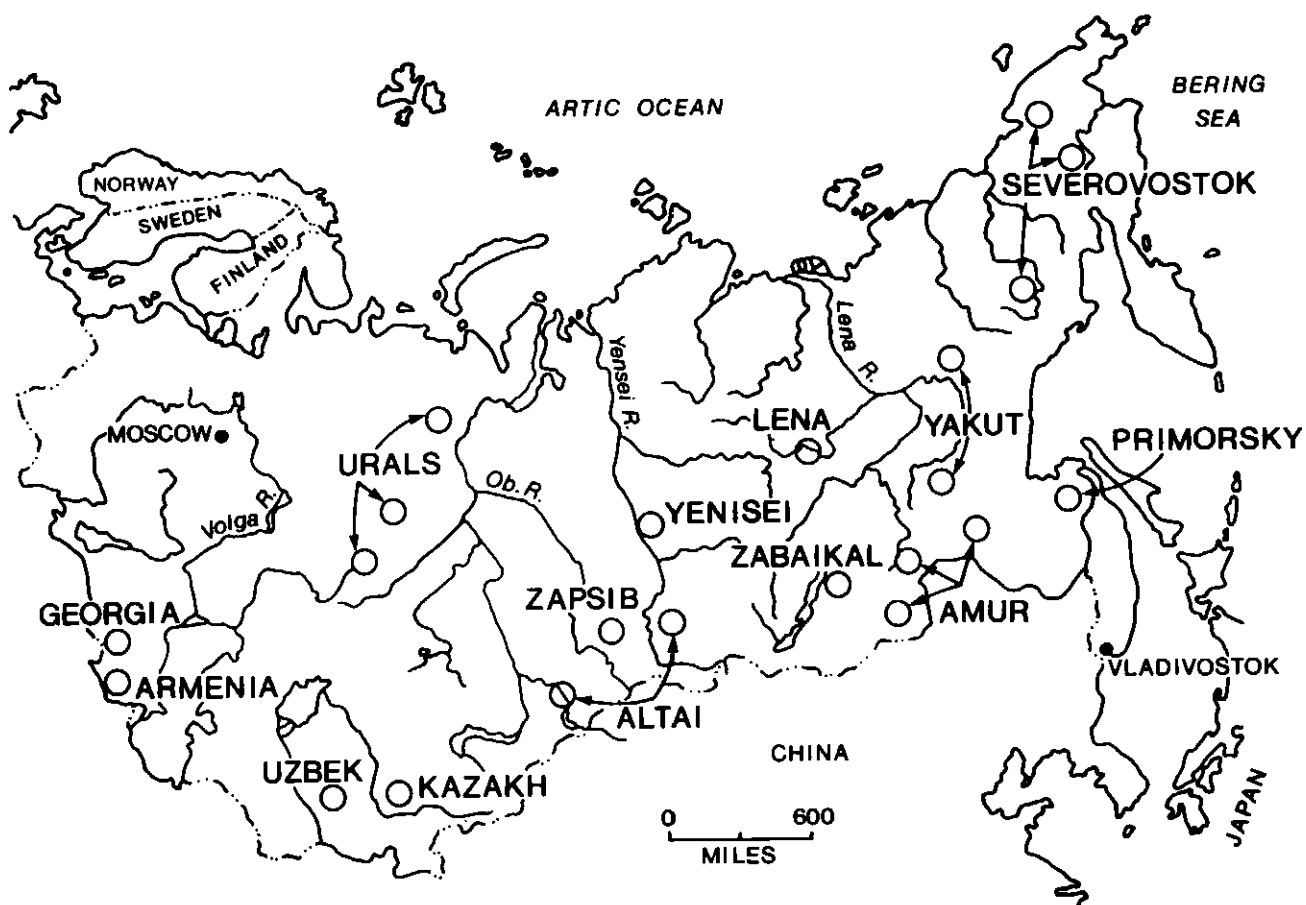 ARTIC OCEAN
BERING
SEA
NORWAY
SWEDEN
FINLAND
SEVEROVOSTOK
Lena R.
Yensei R.
LENA
YAKUT
PRIMORSKY
MOSCOW
URALS
Ob. R.
Volga R.
YENISEI
ZABAIKAL
ZAPSIB
AMUR
GEORGIA
ARMENIA
VLADIVOSTOK
ALTAI
UZBEK
KAZAKH
CHINA
JAPAN
0 600
MILES